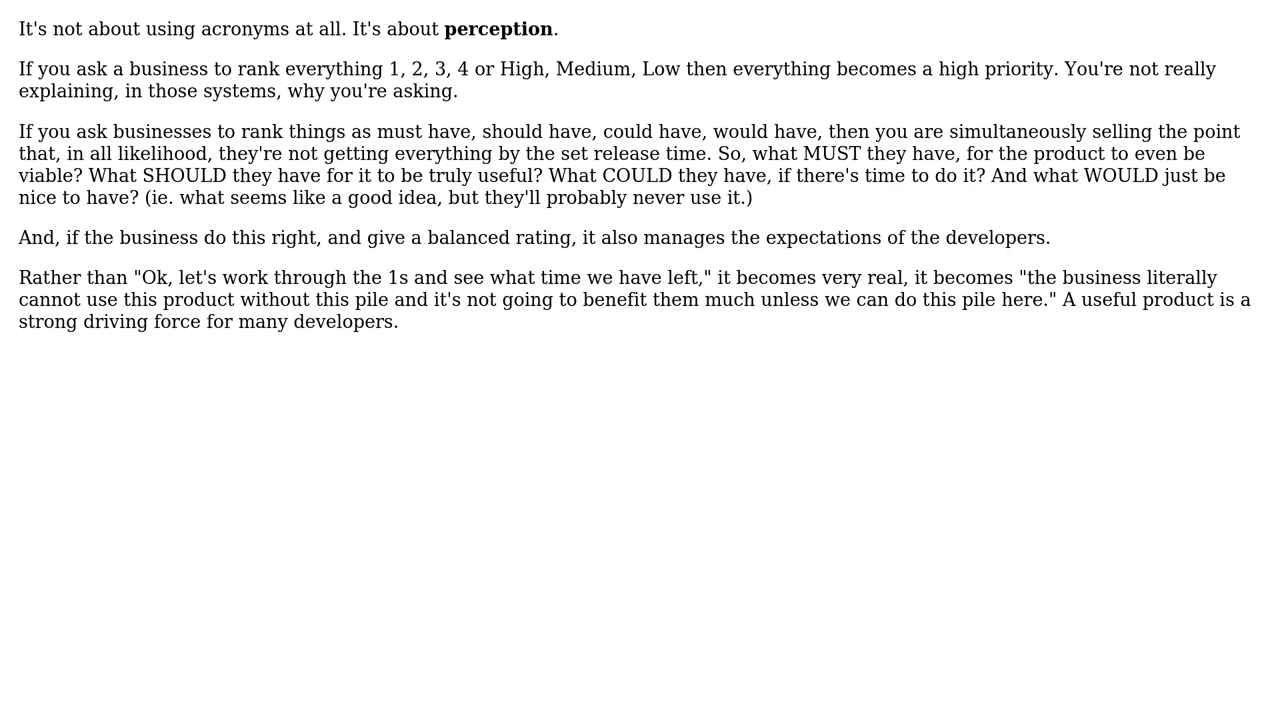 It's not about using acronyms at all. It's about perception.
If you ask a business to rank everything 1, 2, 3, 4 or High, Medium, Low then everything becomes a high priority. You're not really
explaining, in those systems, why you're asking.
If you ask businesses to rank things as must have, should have, could have, would have, then you are simultaneously selling the point
that, in all likelihood, they're not getting everything by the set release time. So, what MUST they have, for the product to even be
viable? What SHOULD they have for it to be truly useful? What COULD they have, if there's time to do it? And what WOULD just be
nice to have? (ie. what seems like a good idea, but they'll probably never use it.)
And, if the business do this right, and give a balanced rating, it also manages the expectations of the developers.
Rather than "Ok, let's work through the 1s and see what time we have left," it becomes very real, it becomes "the business literally
cannot use this product without this pile and it's not going to benefit them much unless we can do this pile here." A useful product is a
strong driving force for many developers.